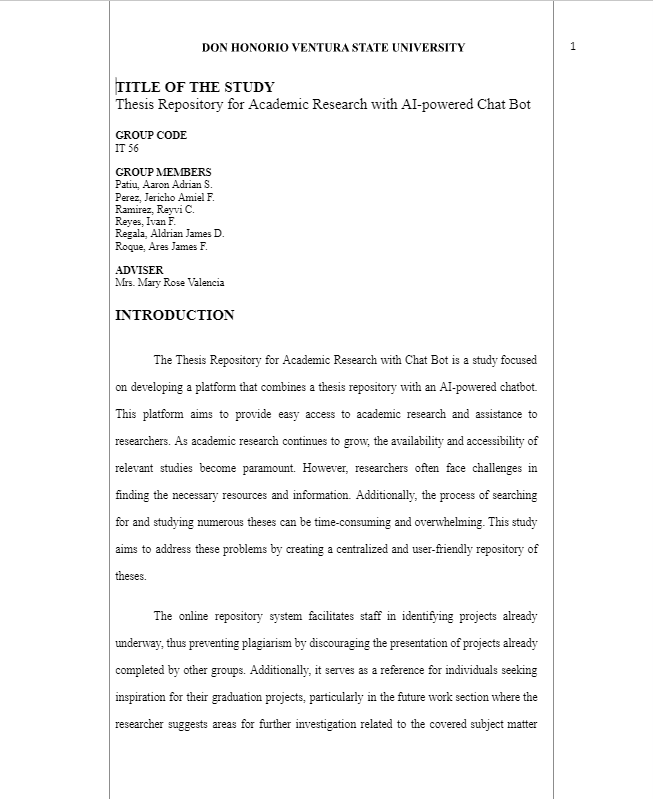 DON HONORIO VENTURA STATE UNIVERSITY
1
TITLE OF THE STUDY
Thesis Repository for Academic Research with AI-powered Chat Bot
GROUP CODE
IT 56
GROUP MEMBERS
Patiu, Aaron Adrian S.
Perez, Jericho Amiel F.
Ramirez, Reyvi C.
Reyes, Ivan F.
Regala, Aldrian James D.
Roque, Ares James F.
ADVISER
Mrs. Mary Rose Valencia
INTRODUCTION
The Thesis Repository for Academic Research with Chat Bot is a study focused
on developing a platform that combines a thesis repository with an AI-powered chatbot.
This platform aims to provide easy access to academic research and assistance to
researchers. As academic research continues to grow, the availability and accessibility of
relevant studies become paramount. However, researchers often face challenges in
finding the necessary resources and information. Additionally, the process of searching
for and studying numerous theses can be time-consuming and overwhelming. This study
aims to address these problems by creating a centralized and user-friendly repository of
theses.
The online repository system facilitates staff in identifying projects already
underway, thus preventing plagiarism by discouraging the presentation of projects already
completed by other groups. Additionally, it serves as a reference for individuals seeking
inspiration for their graduation projects, particularly in the future work section where the
researcher suggests areas for further investigation related to the covered subject matter